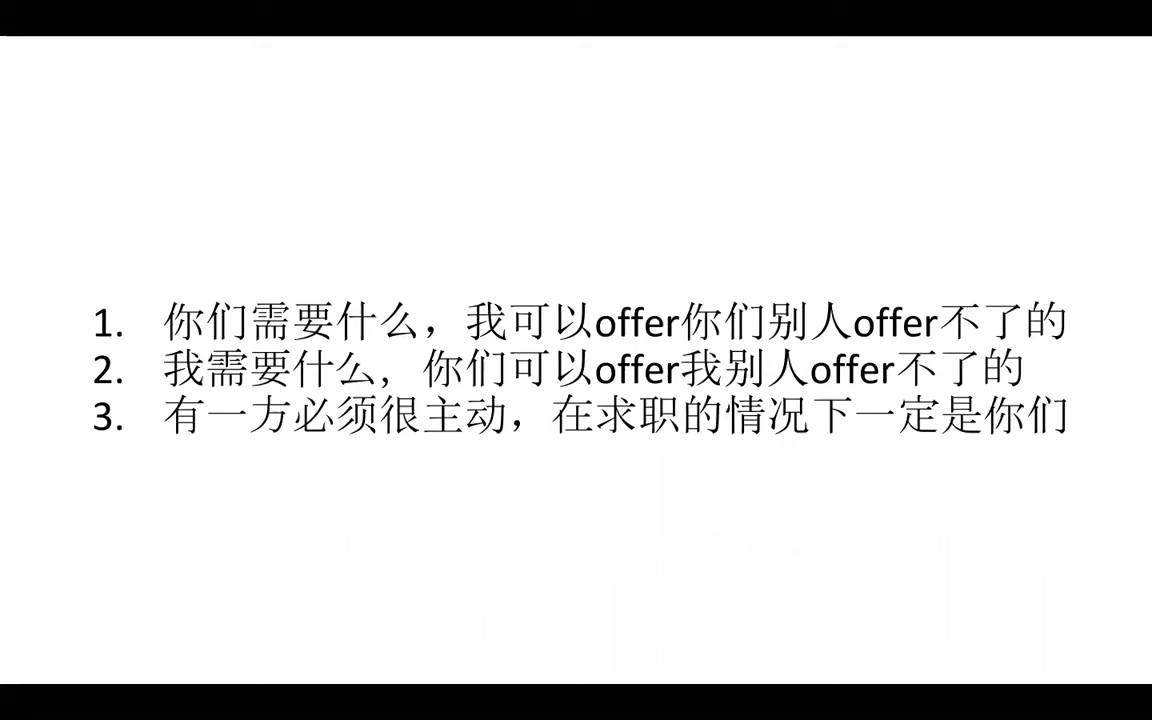 1. 你们需要什么，我可以offer你们别人offer不了的
2. 我需要什么，你们可以offer我别人offer不了的
3. 有一方必须很主动，在求职的情况下一定是你们